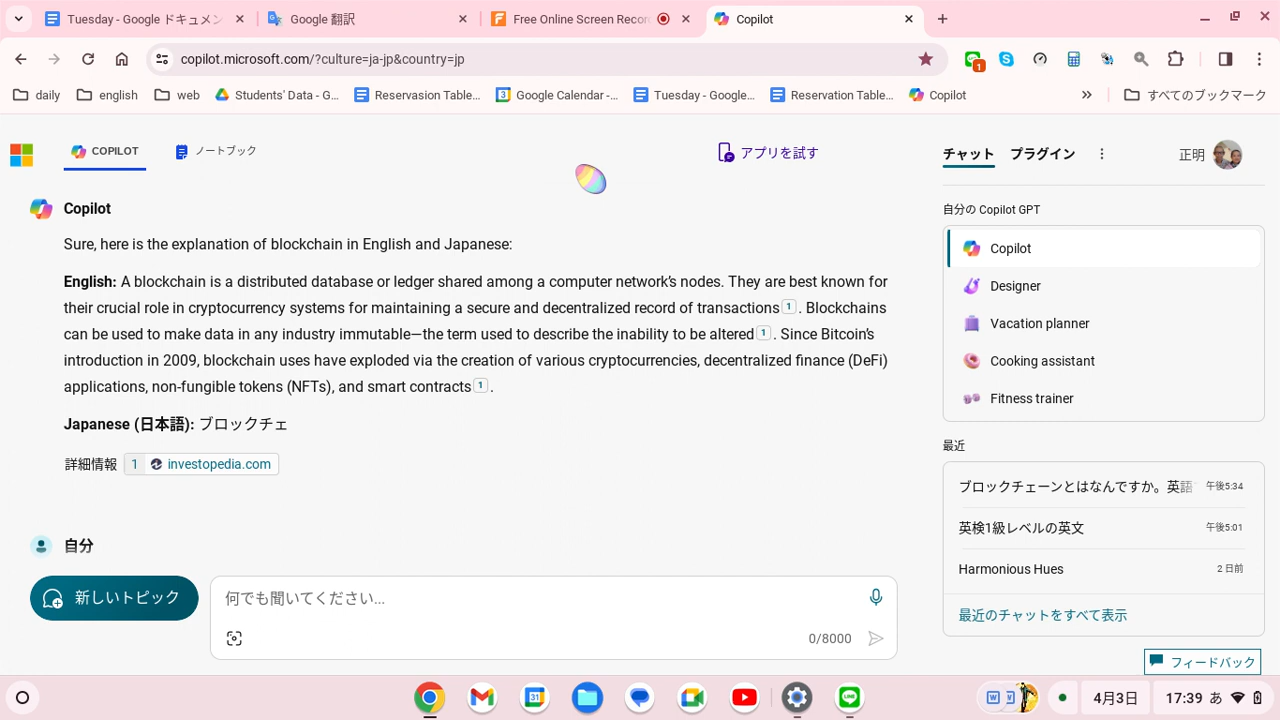 Tuesday - Google ドキュメン
Google 翻訳
Free Online Screen Recor
Copilot
copilot.microsoft.com/?culture=ja-jp&country=jp
1
daily
english
web
Students' Data - G...
Reservasion Table...
Google Calendar -...
Tuesday - Google...
Reservation Table...
Copilot
すべてのブックマーク
COPILOT
ノートブック
アプリを試す
チャット
プラグイン
正明
Copilot
Sure, here is the explanation of blockchain in English and Japanese:
English: A blockchain is a distributed database or ledger shared among a computer network's nodes. They are best known for
their crucial role in cryptocurrency systems for maintaining a secure and decentralized record of transactions 1 . Blockchains
can be used to make data in any industry immutable—the term used to describe the inability to be altered 1 . Since Bitcoin's
introduction in 2009, blockchain uses have exploded via the creation of various cryptocurrencies, decentralized finance (DeFi)
applications, non-fungible tokens (NFTs), and smart contracts 1 .
Japanese (日本語): ブロックチェ
詳細情報 1 investopedia.com
自分
新しいトピック
何でも聞いてください...
0/8000
自分の Copilot GPT
Copilot
Designer
Vacation planner
Cooking assistant
Fitness trainer
最近
ブロックチェーンとはなんですか。英語 午後5:34
英検1級レベルの英文 午後5:01
Harmonious Hues 2 日前
最近のチャットをすべて表示
フィードバック
31
4月3日
17:39 あ